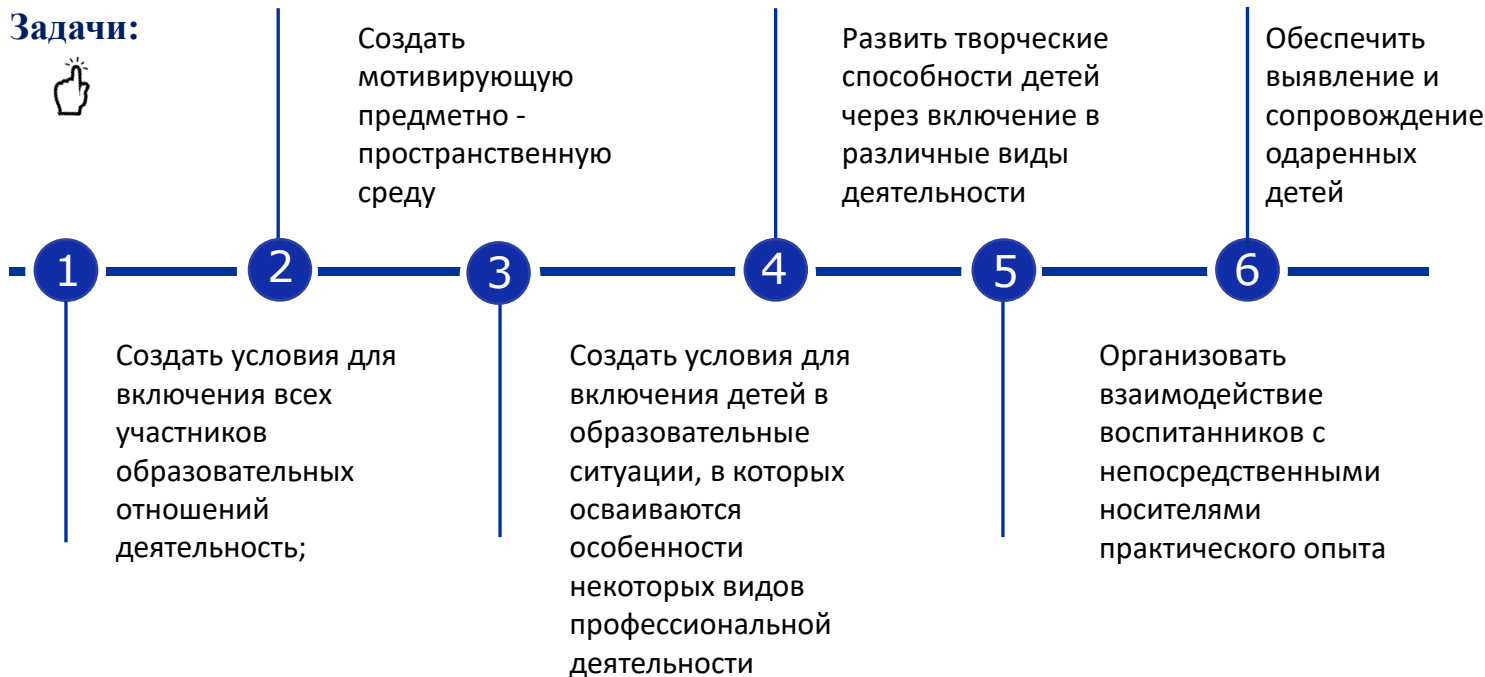 Задачи:
1
Создать условия для
включения всех
участников
образовательных
отношений
деятельность;
2
Создать
мотивирующую
предметно -
пространственную
среду
3
Создать условия для
включения детей в
образовательные
ситуации, в которых
осваиваются
особенности
некоторых видов
профессиональной
деятельности
4
Развить творческие
способности детей
через включение в
различные виды
деятельности
5
Организовать
взаимодействие
воспитанников с
непосредственными
носителями
практического опыта
6
Обеспечить
выявление и
сопровождение
одаренных
детей